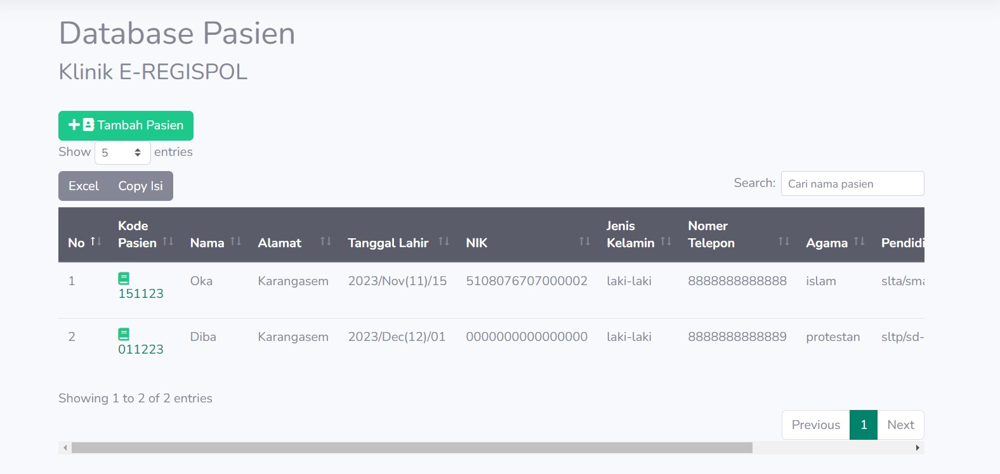 Database Pasien
Klinik E-REGISPOL
Tambah Pasien
Show 5 entries
Excel Copy Isi
Search: Cari nama pasien
No Kode Pasien Nama Alamat Tanggal Lahir NIK Jenis Kelamin Nomer Telepon Agama Pendidi
1 151123 Oka Karangasem 2023/Nov(11)/15 5108076707000002 laki-laki 8888888888888 islam slta/sma
2 011223 Diba Karangasem 2023/Dec(12)/01 0000000000000000 laki-laki 8888888888889 protestan sltp/sd-
Showing 1 to 2 of 2 entries
Previous 1 Next